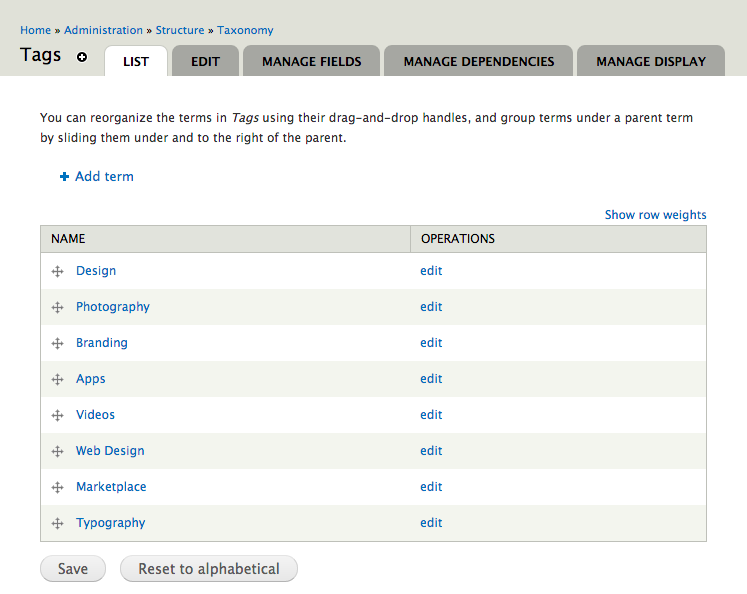 Home » Administration » Structure » Taxonomy
Tags LIST EDIT MANAGE FIELDS MANAGE DEPENDENCIES MANAGE DISPLAY
You can reorganize the terms in Tags using their drag-and-drop handles, and group terms under a parent term
by sliding them under and to the right of the parent.
+ Add term
Show row weights
NAME OPERATIONS
Design edit
Photography edit
Branding edit
Apps edit
Videos edit
Web Design edit
Marketplace edit
Typography edit
Save Reset to alphabetical